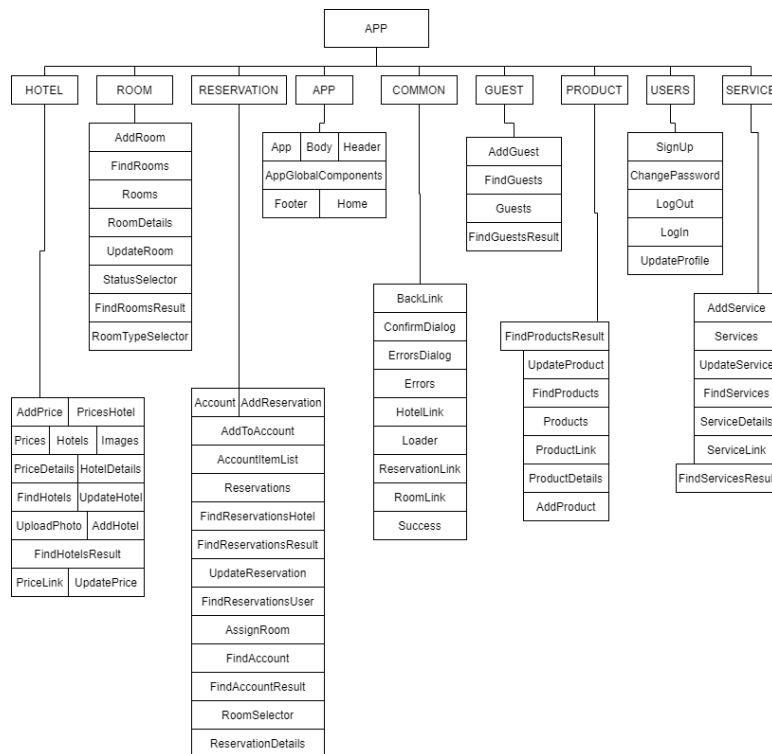 APP
HOTEL
ROOM
RESERVATION
APP
COMMON
GUEST
PRODUCT
USERS
SERVICE
AddPrice PricesHotel
Prices Hotels Images
PriceDetails HotelDetails
FindHotels UpdateHotel
UploadPhoto AddHotel
FindHotelsResult
PriceLink UpdatePrice
AddRoom
FindRooms
Rooms
RoomDetails
UpdateRoom
StatusSelector
FindRoomsResult
RoomTypeSelector
Account AddReservation
AddToAccount
AccountItemList
Reservations
FindReservationsHotel
FindReservationsResult
UpdateReservation
FindReservationsUser
AssignRoom
FindAccount
FindAccountResult
RoomSelector
ReservationDetails
App Body Header
AppGlobalComponents
Footer Home
BackLink
ConfirmDialog
ErrorsDialog
Errors
HotelLink
Loader
ReservationLink
RoomLink
Success
AddGuest
FindGuests
Guests
FindGuestsResult
FindProductsResult
UpdateProduct
FindProducts
Products
ProductLink
ProductDetails
AddProduct
SignUp
ChangePassword
LogOut
LogIn
UpdateProfile
AddService
Services
UpdateService
FindServices
ServiceDetails
ServiceLink
FindServicesResult